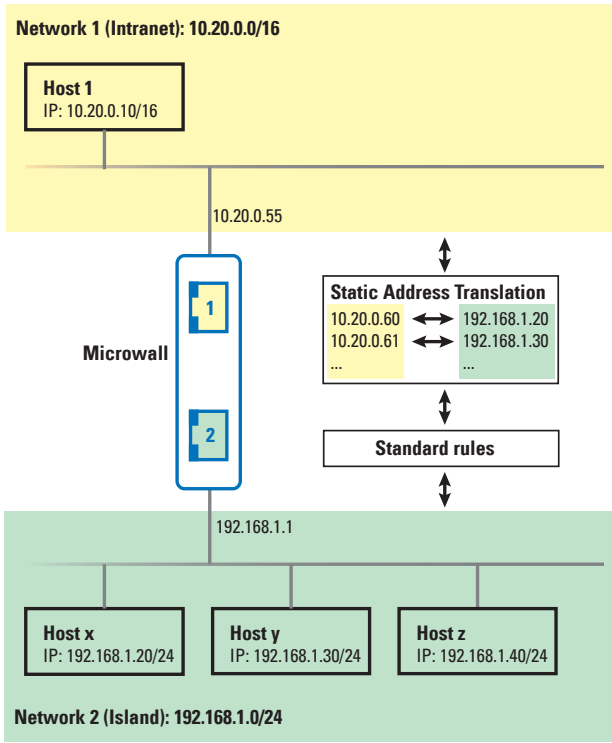 Network 1 (Intranet): 10.20.0.0/16
Host 1
IP: 10.20.0.10/16
10.20.0.55
Microwall
1
2
Static Address Translation
10.20.0.60 192.168.1.20
10.20.0.61 192.168.1.30
... ...
Standard rules
192.168.1.1
Host x
IP: 192.168.1.20/24
Host y
IP: 192.168.1.30/24
Host z
IP: 192.168.1.40/24
Network 2 (Island): 192.168.1.0/24